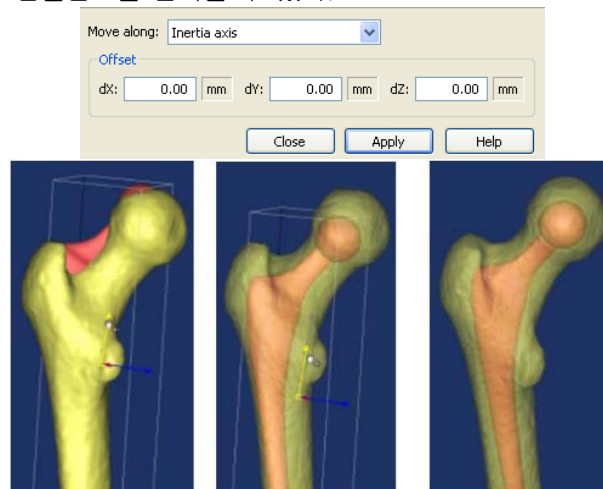 Move along: Inertia axis
Offset
dX: 0.00 mm dY: 0.00 mm dZ: 0.00 mm
Close Apply Help